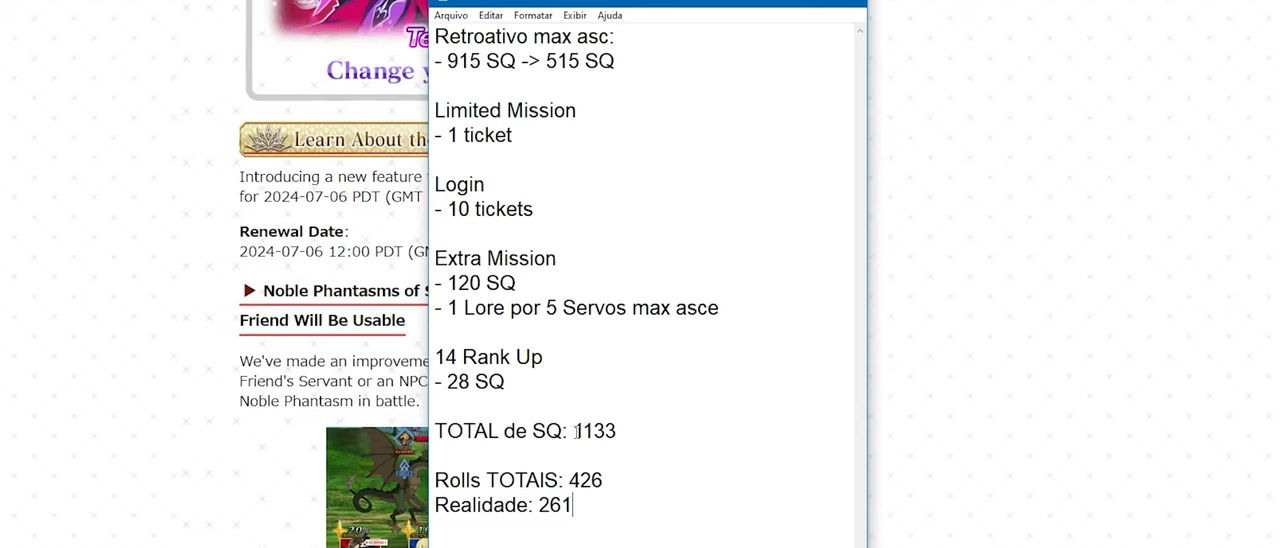 Te
Change y
Learn About th
Introducing a new feature
for 2024-07-06 PDT (GMT
Renewal Date:
2024-07-06 12:00 PDT (GM
Noble Phantasms of S
Friend Will Be Usable
We've made an improveme
Friend's Servant or an NPC
Noble Phantasm in battle.
Arquivo Editar Formatar Exibir Ajuda
Retroativo max asc:
- 915 SQ -> 515 SQ
Limited Mission
- 1 ticket
Login
- 10 tickets
Extra Mission
- 120 SQ
- 1 Lore por 5 Servos max asce
14 Rank Up
- 28 SQ
TOTAL de SQ: 1133
Rolls TOTAIS: 426
Realidade: 261